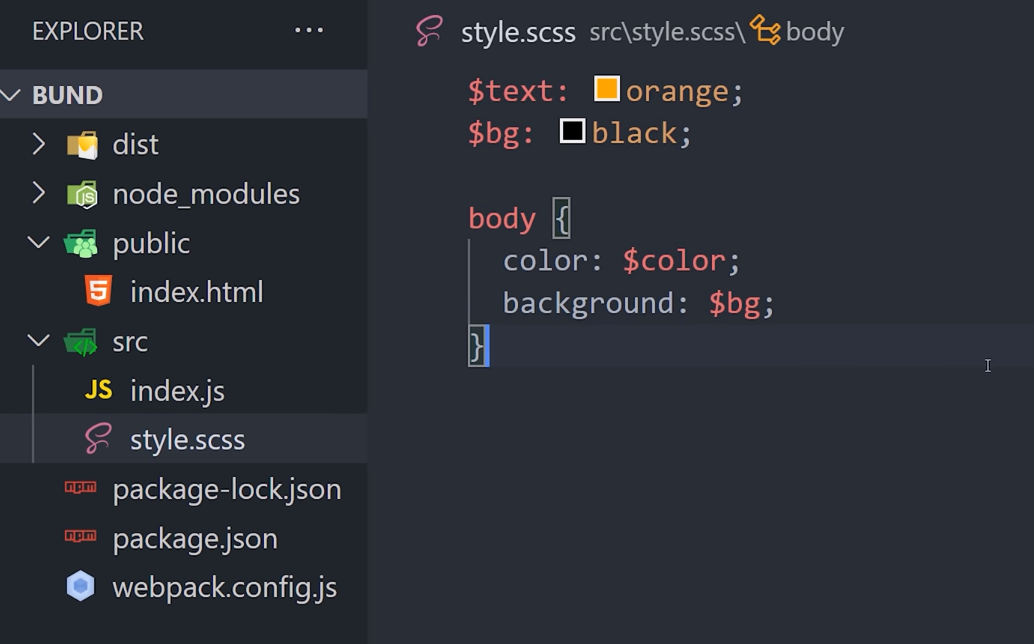 EXPLORER ···
BUND
dist
node_modules
public
index.html
src
JS index.js
style.scss
package-lock.json
package.json
webpack.config.js
style.scss src\style.scss\ body
$text: orange;
$bg: black;
body {
color: $color;
background: $bg;
}